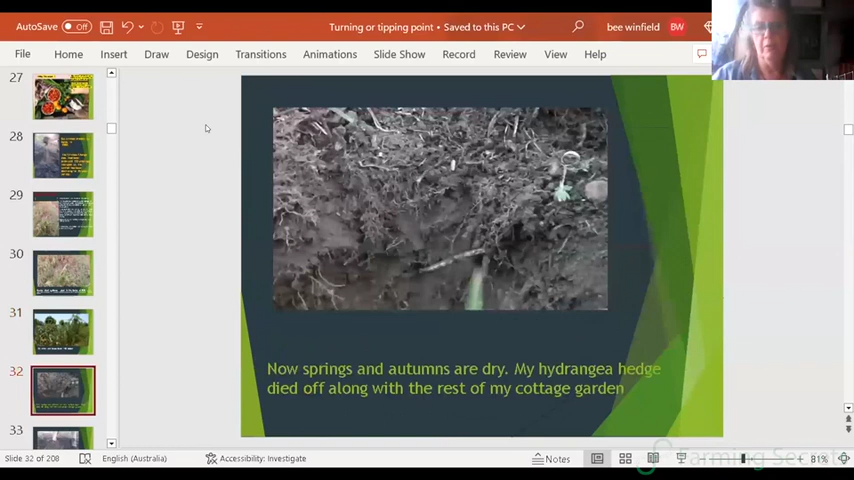 AutoSave Off Turning or tipping point • Saved to this PC bee winfield BW
File Home Insert Draw Design Transitions Animations Slide Show Record Review View Help
27
28
29
30
31
32
33
Now springs and autumns are dry. My hydrangea hedge
died off along with the rest of my cottage garden
Farming Secrets
Slide 32 of 208 English (Australia) Accessibility: Investigate Notes 81%